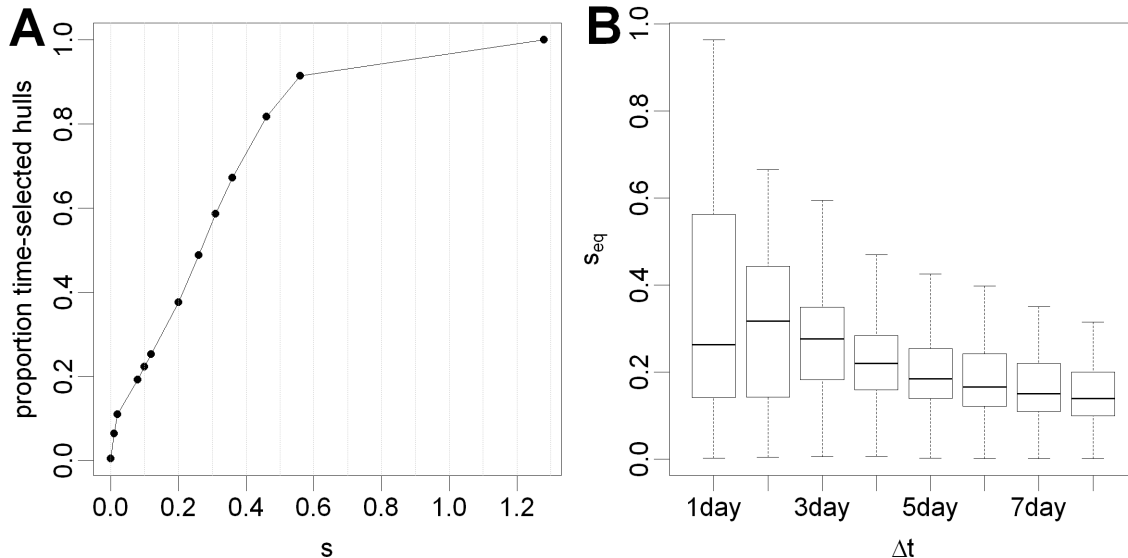 A
proportion time-selected hulls
1.0
0.8
0.6
0.4
0.2
0.0
0.0 0.2 0.4 0.6 0.8 1.0 1.2
s
B
s_eq
1.0
0.8
0.6
0.4
0.2
0.0
1day 3day 5day 7day
Δt